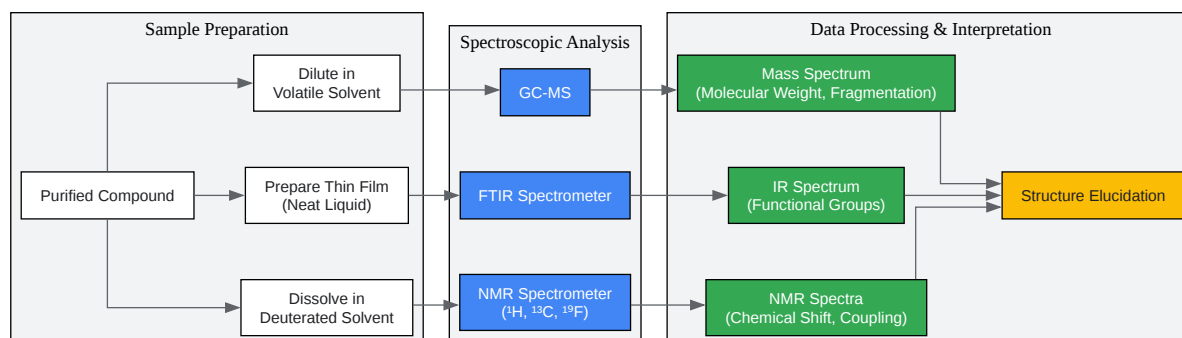 Sample Preparation
Spectroscopic Analysis
Data Processing & Interpretation
Dilute in
Volatile Solvent
GC-MS
Mass Spectrum
(Molecular Weight, Fragmentation)
Purified Compound
Prepare Thin Film
(Neat Liquid)
FTIR Spectrometer
IR Spectrum
(Functional Groups)
Structure Elucidation
Dissolve in
Deuterated Solvent
NMR Spectrometer
(¹H, ¹³C, ¹⁹F)
NMR Spectra
(Chemical Shift, Coupling)